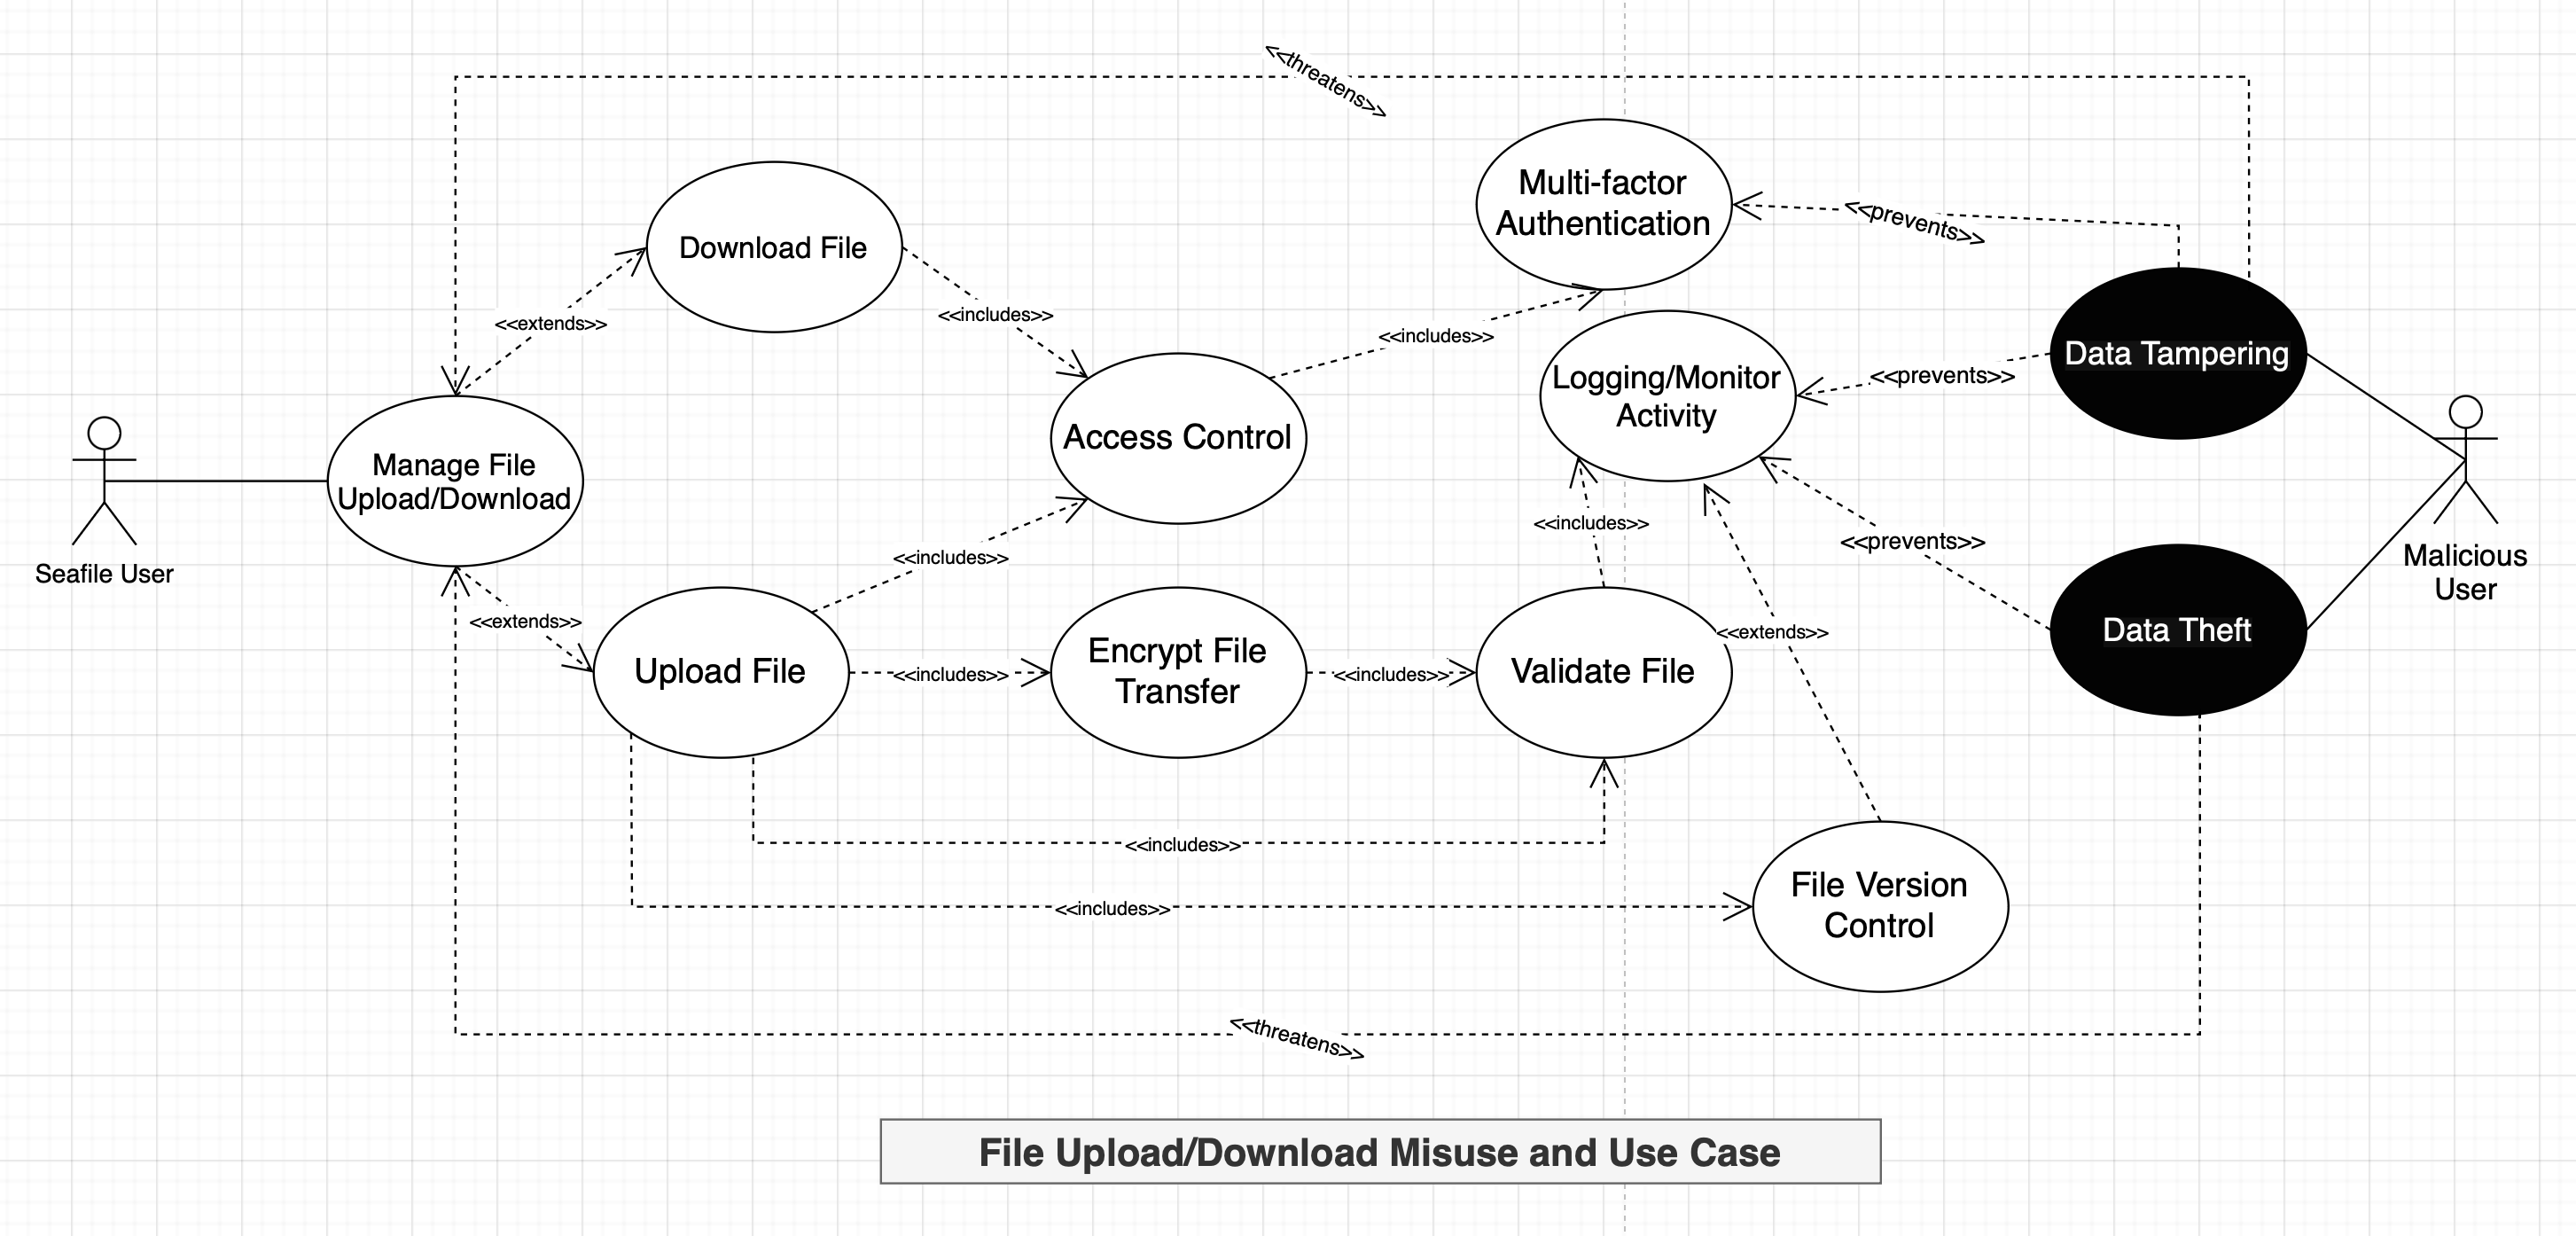 <<threatens>>
Multi-factor
Authentication
<<prevents>>
Download File
<<extends>>
<<includes>>
<<includes>>
Logging/Monitor
Activity
<<prevents>>
Data Tampering
Access Control
Manage File
Upload/Download
Seafile User
<<includes>>
<<includes>>
<<prevents>>
Malicious
User
<<extends>>
Upload File
<<includes>>
Encrypt File
Transfer
<<includes>>
Validate File
<<extends>>
Data Theft
<<includes>>
<<includes>>
File Version
Control
<<threatens>>
File Upload/Download Misuse and Use Case